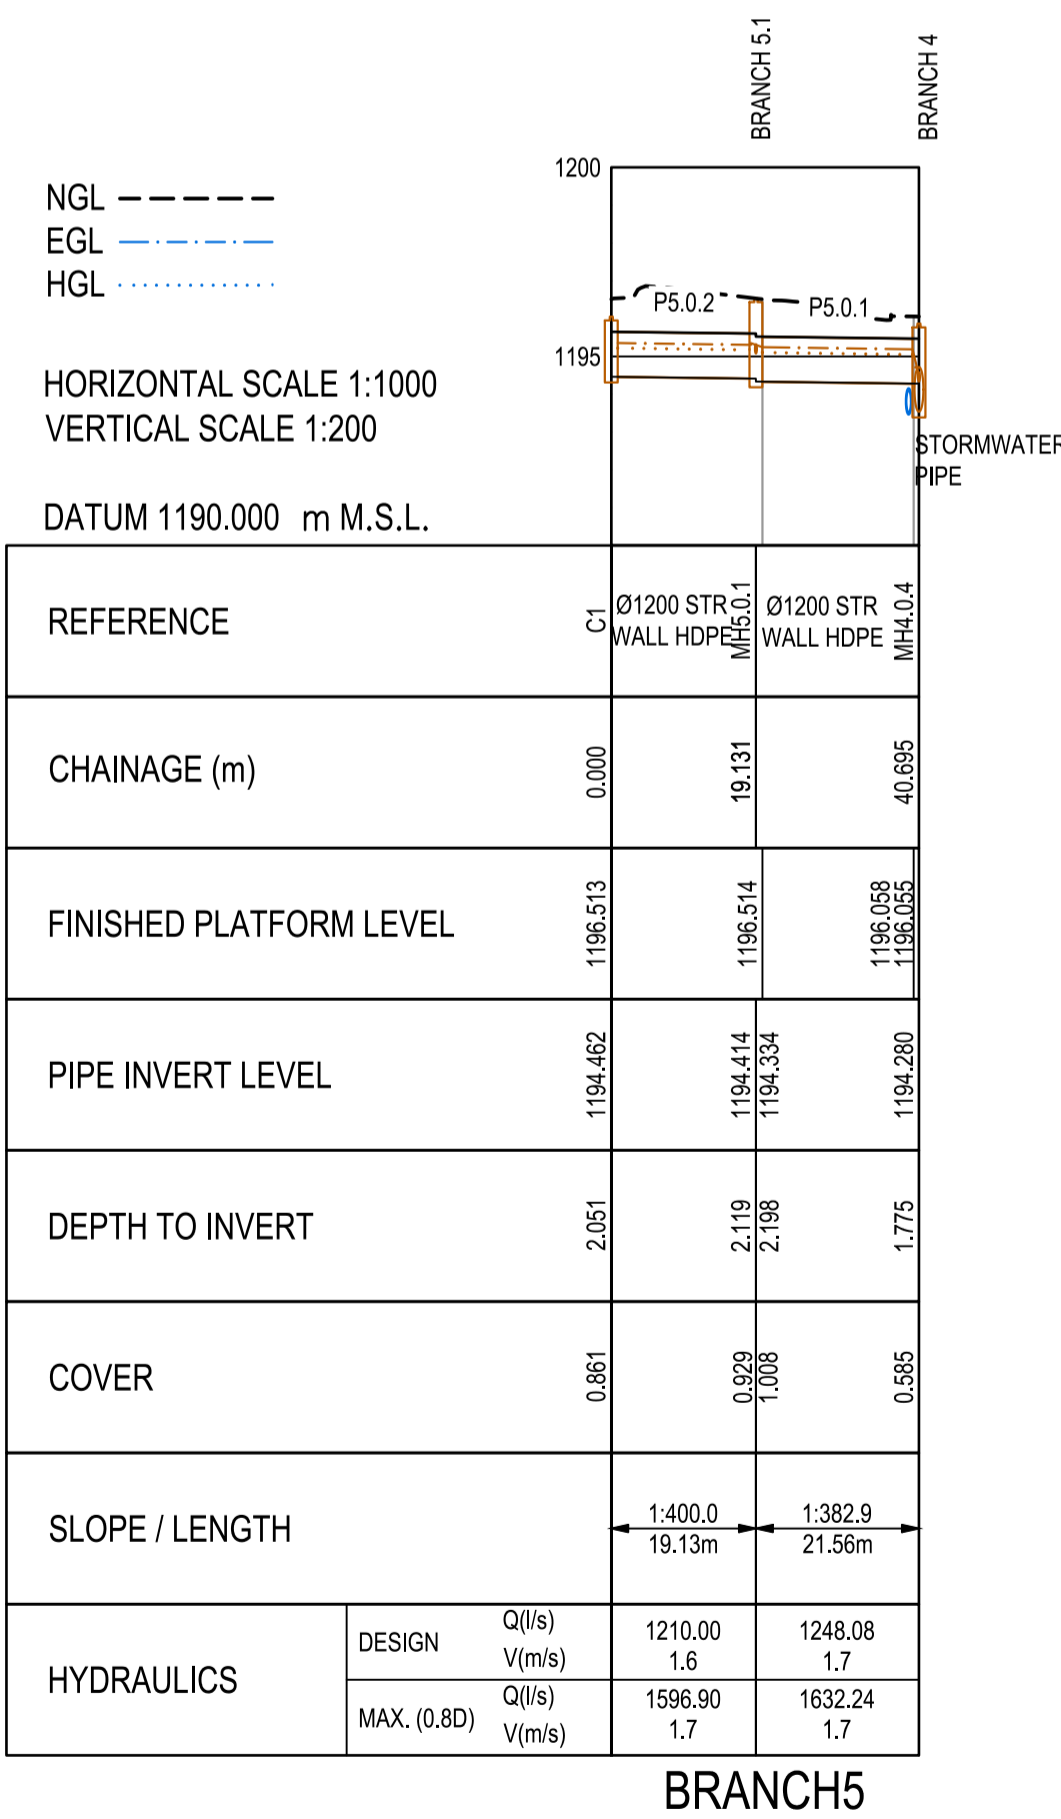 BRANCH 5.1
BRANCH 4
1200
NGL
EGL
HGL
P5.0.2
P5.0.1
1195
HORIZONTAL SCALE 1:1000
VERTICAL SCALE 1:200
STORMWATER
PIPE
DATUM 1190.000 m M.S.L.
REFERENCE
C1
Ø1200 STR
WALL HDPE
MH5.0.1
Ø1200 STR
WALL HDPE
MH4.0.4
CHAINAGE (m)
0.000
19.131
40.695
FINISHED PLATFORM LEVEL
1196.513
1196.514
1196.058
1196.055
PIPE INVERT LEVEL
1194.462
1194.414
1194.334
1194.280
DEPTH TO INVERT
2.051
2.119
2.198
1.775
COVER
0.861
0.929
1.008
0.585
SLOPE / LENGTH
1:400.0
19.13m
1:382.9
21.56m
HYDRAULICS
DESIGN
Q(l/s)
1210.00
1248.08
V(m/s)
1.6
1.7
MAX. (0.8D)
Q(l/s)
1596.90
1632.24
V(m/s)
1.7
1.7
BRANCH5